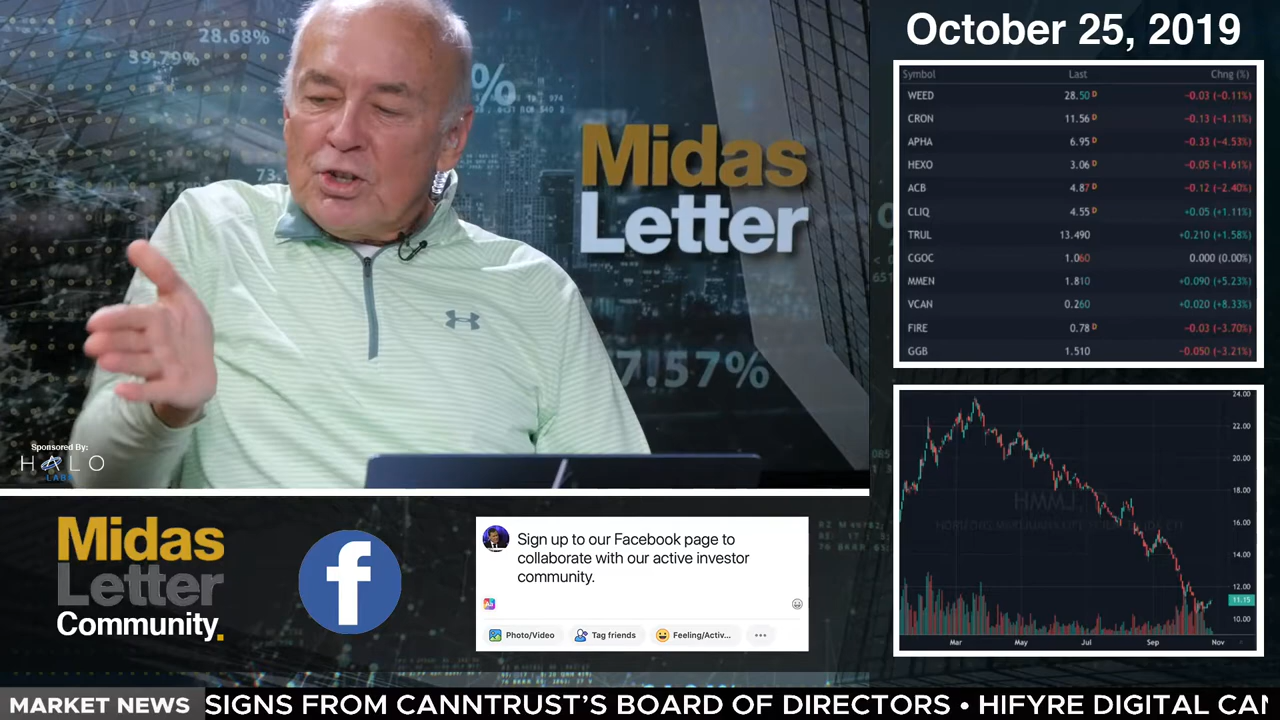 October 25, 2019
28.68%
39.79%
%
73.
7.57%
Midas
Letter
Sponsored By:
HALO
LABS
Symbol Last Chng (%)
WEED 28.50 D -0.03 (-0.11%)
CRON 11.56 D -0.13 (-1.11%)
APHA 6.95 D -0.33 (-4.53%)
HEXO 3.06 D -0.05 (-1.61%)
ACB 4.87 D -0.12 (-2.40%)
CLIQ 4.55 D +0.05 (+1.11%)
TRUL 13.490 +0.210 (+1.58%)
CGOC 1.060 0.000 (0.00%)
MMEN 1.810 +0.090 (+5.23%)
VCAN 0.260 +0.020 (+8.33%)
FIRE 0.78 D -0.03 (-3.70%)
GGB 1.510 -0.050 (-3.21%)
24.00
22.00
20.00
18.00
16.00
14.00
12.00
11.15
10.00
HMMJ
Mar May Jul Sep Nov
Midas
Letter
Community.
f
Sign up to our Facebook page to
collaborate with our active investor
community.
Photo/Video Tag friends Feeling/Activ... •••
MARKET NEWS SIGNS FROM CANNTRUST'S BOARD OF DIRECTORS • HIFYRE DIGITAL CAN